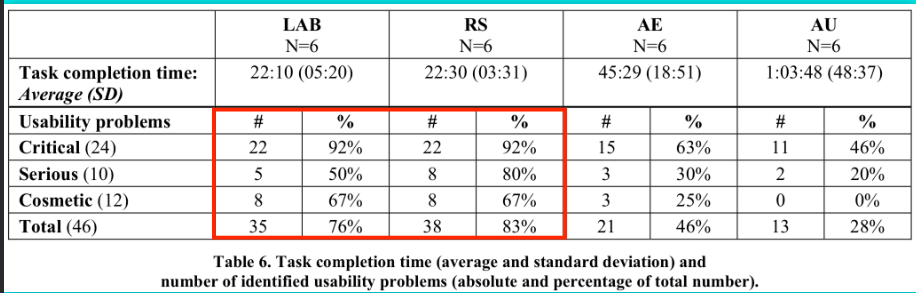 LAB RS AE AU
N=6 N=6 N=6 N=6
Task completion time: 22:10 (05:20) 22:30 (03:31) 45:29 (18:51) 1:03:48 (48:37)
Average (SD)
Usability problems # % # % # % # %
Critical (24) 22 92% 22 92% 15 63% 11 46%
Serious (10) 5 50% 8 80% 3 30% 2 20%
Cosmetic (12) 8 67% 8 67% 3 25% 0 0%
Total (46) 35 76% 38 83% 21 46% 13 28%
Table 6. Task completion time (average and standard deviation) and
number of identified usability problems (absolute and percentage of total number).